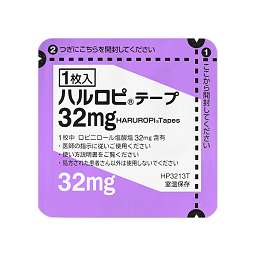 ② つぎにこちらを開封してください
① ここから開封してください
1枚入
ハルロピ®テープ
32mg HARUROPI®Tapes
1枚中 ロピニロール塩酸塩 32mg 含有
・医師の指示に従いご使用ください
・使い方説明書をご覧ください
・処方された患者さん以外は使用しないでください
32mg
HP3213T
室温保存